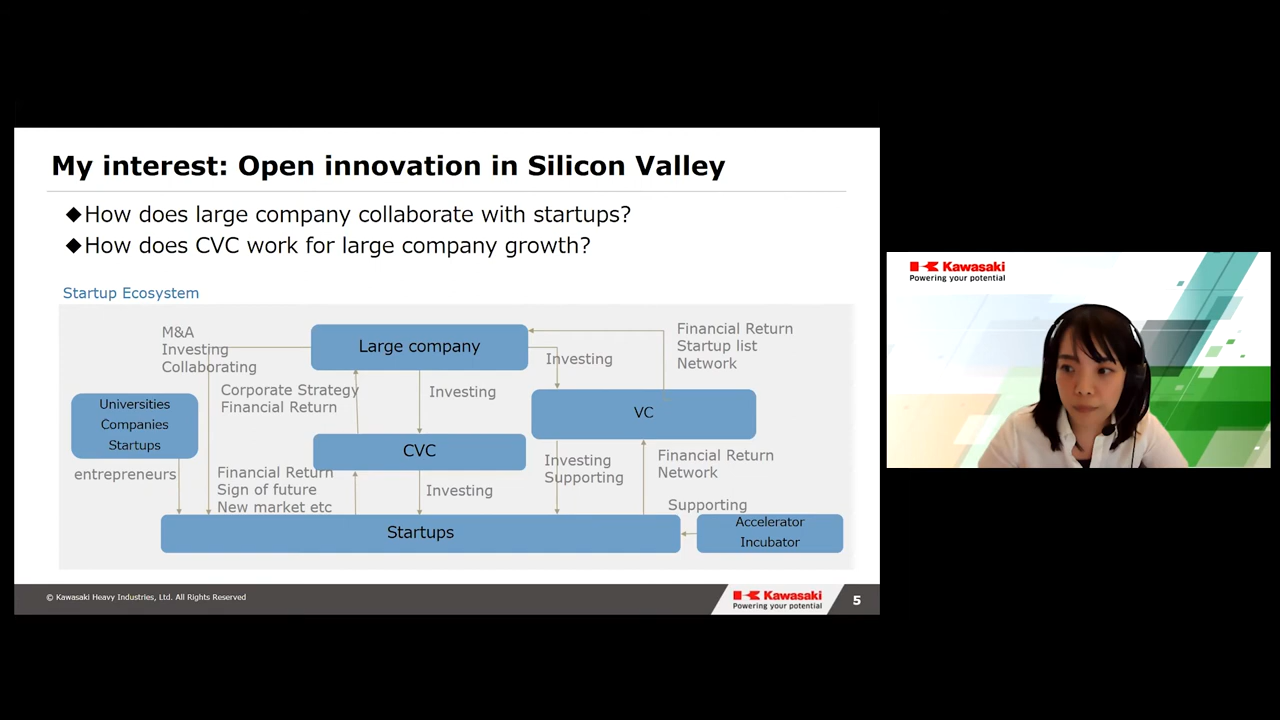 My interest: Open innovation in Silicon Valley
◆How does large company collaborate with startups?
◆How does CVC work for large company growth?
Startup Ecosystem
M&A
Investing
Collaborating
Large company
Investing
Financial Return
Startup list
Network
Corporate Strategy
Financial Return
Investing
Universities
Companies
Startups
entrepreneurs
VC
CVC
Financial Return
Sign of future
New market etc
Investing
Investing
Supporting
Financial Return
Network
Supporting
Startups
Accelerator
Incubator
© Kawasaki Heavy Industries, Ltd. All Rights Reserved
Kawasaki
Powering your potential
5
Kawasaki
Powering your potential